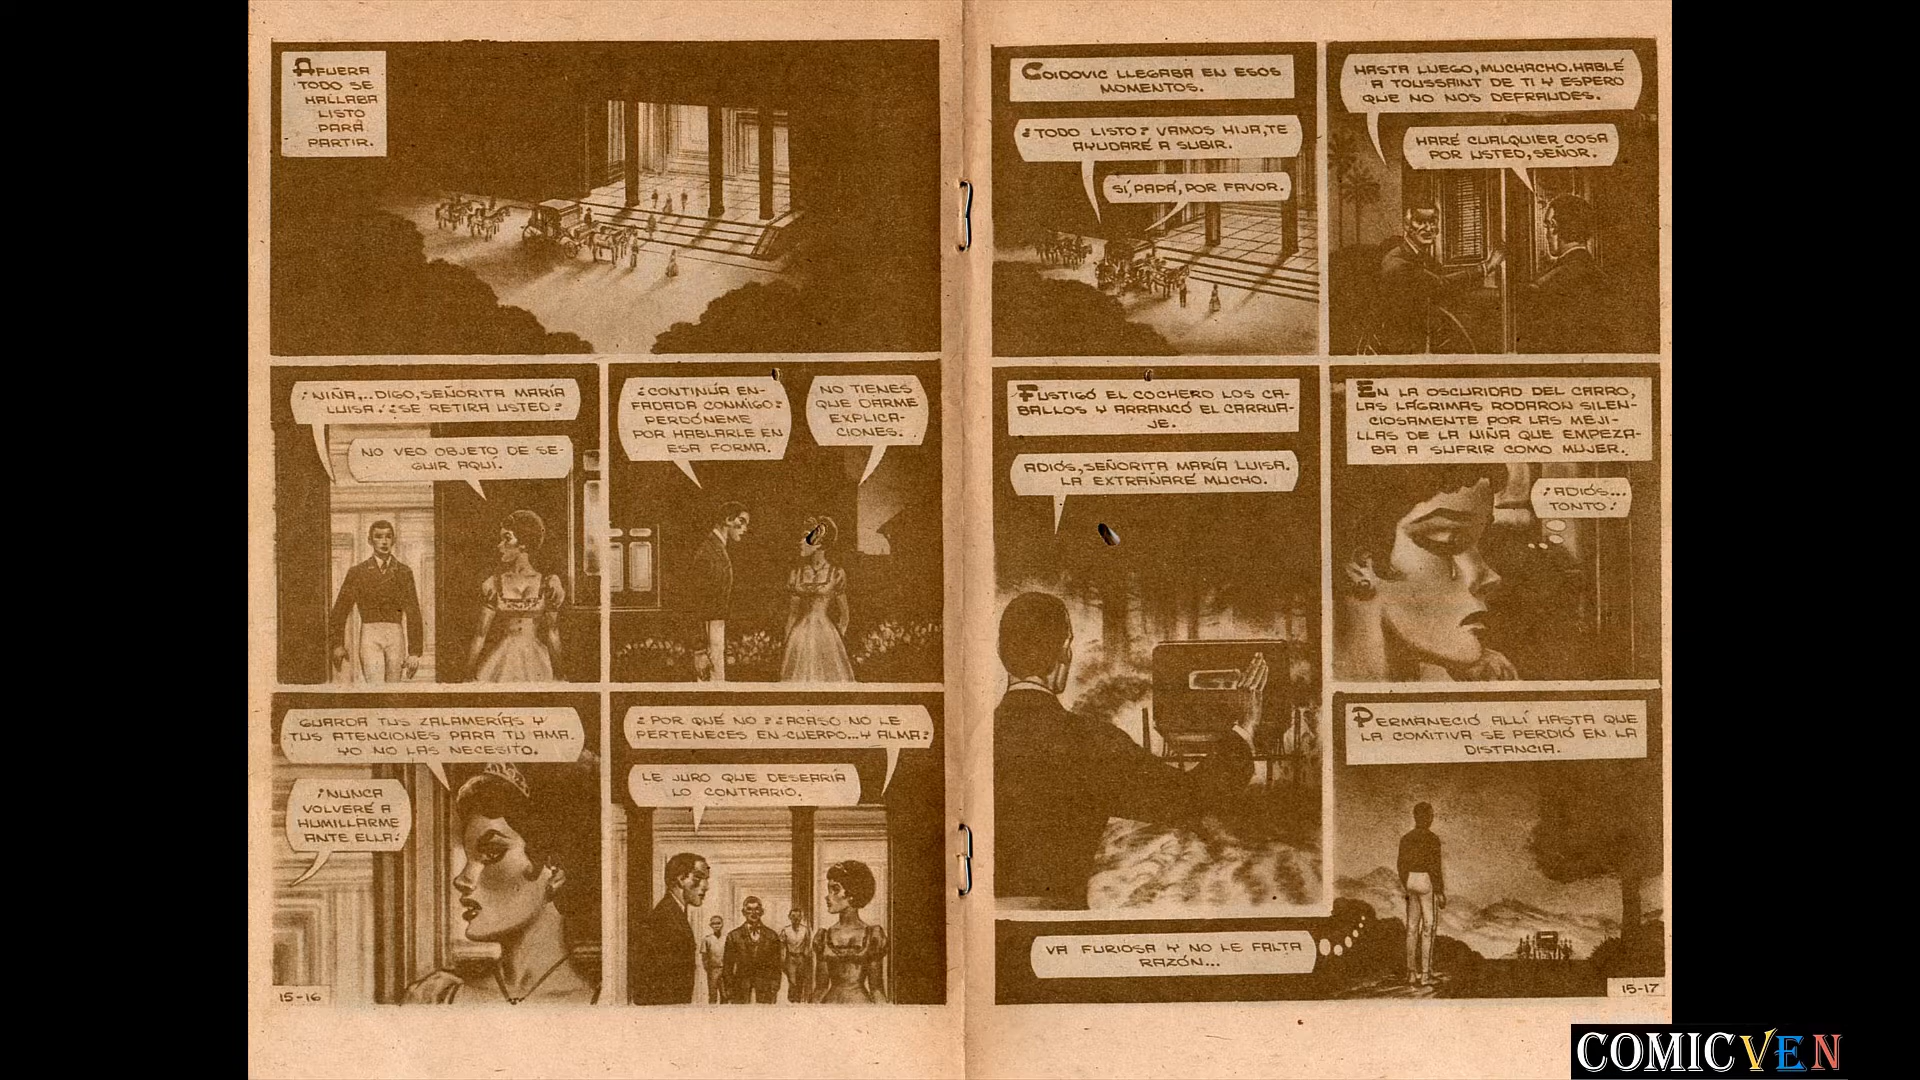 AFUERA
TODO SE
HALLABA
LISTO
PARA
PARTIR.
¡NIÑA,..DIGO, SEÑORITA MARÍA
LUISA! ¿SE RETIRA USTED?
NO VEO OBJETO DE SE-
GUIR AQUÍ.
¿CONTINÚA EN-
FADADA CONMIGO?
PERDÓNEME
POR HABLARLE EN
ESA FORMA.
NO TIENES
QUE DARME
EXPLICA-
CIONES.
GUARDA TUS ZALAMERÍAS Y
TUS ATENCIONES PARA TU AMA.
YO NO LAS NECESITO.
¡NUNCA
VOLVERÉ A
HUMILLARME
ANTE ELLA!
¿POR QUÉ NO? ¿ACASO NO LE
PERTENECES EN CUERPO...Y ALMA?
LE JURO QUE DESEARÍA
LO CONTRARIO.
15-16
COIDOVIC LLEGABA EN ESOS
MOMENTOS.
¿TODO LISTO? VAMOS HIJA, TE
AYUDARÉ A SUBIR.
SÍ, PAPÁ, POR FAVOR.
HASTA LUEGO, MUCHACHO. HABLÉ
A TOUSSAINT DE TI Y ESPERO
QUE NO NOS DEFRAUDES.
HARÉ CUALQUIER COSA
POR USTED, SEÑOR.
FUSTIGÓ EL COCHERO LOS CA-
BALLOS Y ARRANCÓ EL CARRUA-
JE.
ADIÓS, SEÑORITA MARÍA LUISA.
LA EXTRAÑARÉ MUCHO.
EN LA OSCURIDAD DEL CARRO,
LAS LÁGRIMAS RODARON SILEN-
CIOSAMENTE POR LAS MEJI-
LLAS DE LA NIÑA QUE EMPEZA-
BA A SUFRIR COMO MUJER.
¡ADIÓS...
TONTO!
PERMANECIÓ ALLÍ HASTA QUE
LA COMITIVA SE PERDIÓ EN LA
DISTANCIA.
VA FURIOSA Y NO LE FALTA
RAZÓN...
15-17
COMICVEN